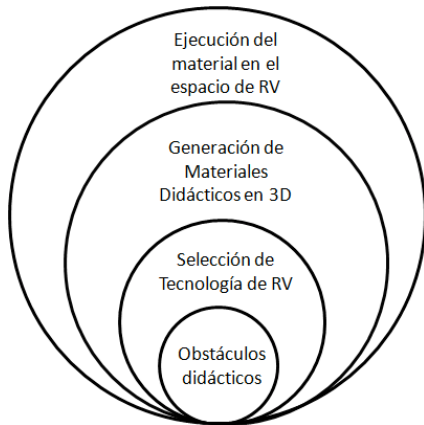 Ejecución del
material en el
espacio de RV
Generación de
Materiales
Didácticos en 3D
Selección de
Tecnología de RV
Obstáculos
didácticos